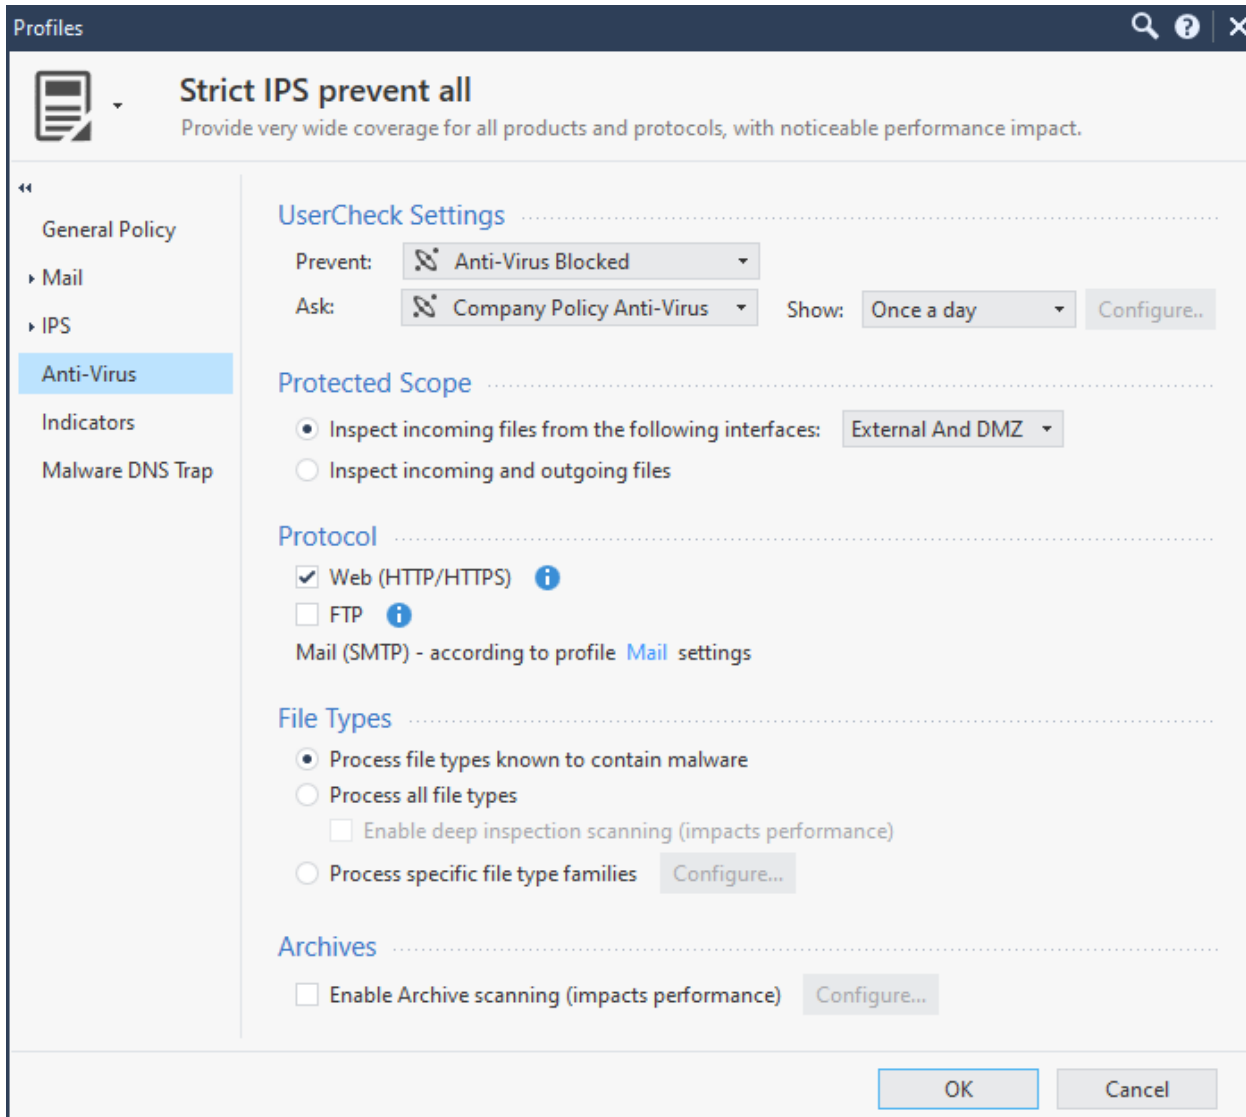 Profiles
Strict IPS prevent all
Provide very wide coverage for all products and protocols, with noticeable performance impact.
General Policy
Mail
IPS
Anti-Virus
Indicators
Malware DNS Trap
UserCheck Settings
Prevent: Anti-Virus Blocked
Ask: Company Policy Anti-Virus Show: Once a day Configure..
Protected Scope
Inspect incoming files from the following interfaces: External And DMZ
Inspect incoming and outgoing files
Protocol
Web (HTTP/HTTPS)
FTP
Mail (SMTP) - according to profile Mail settings
File Types
Process file types known to contain malware
Process all file types
Enable deep inspection scanning (impacts performance)
Process specific file type families Configure...
Archives
Enable Archive scanning (impacts performance) Configure...
OK Cancel